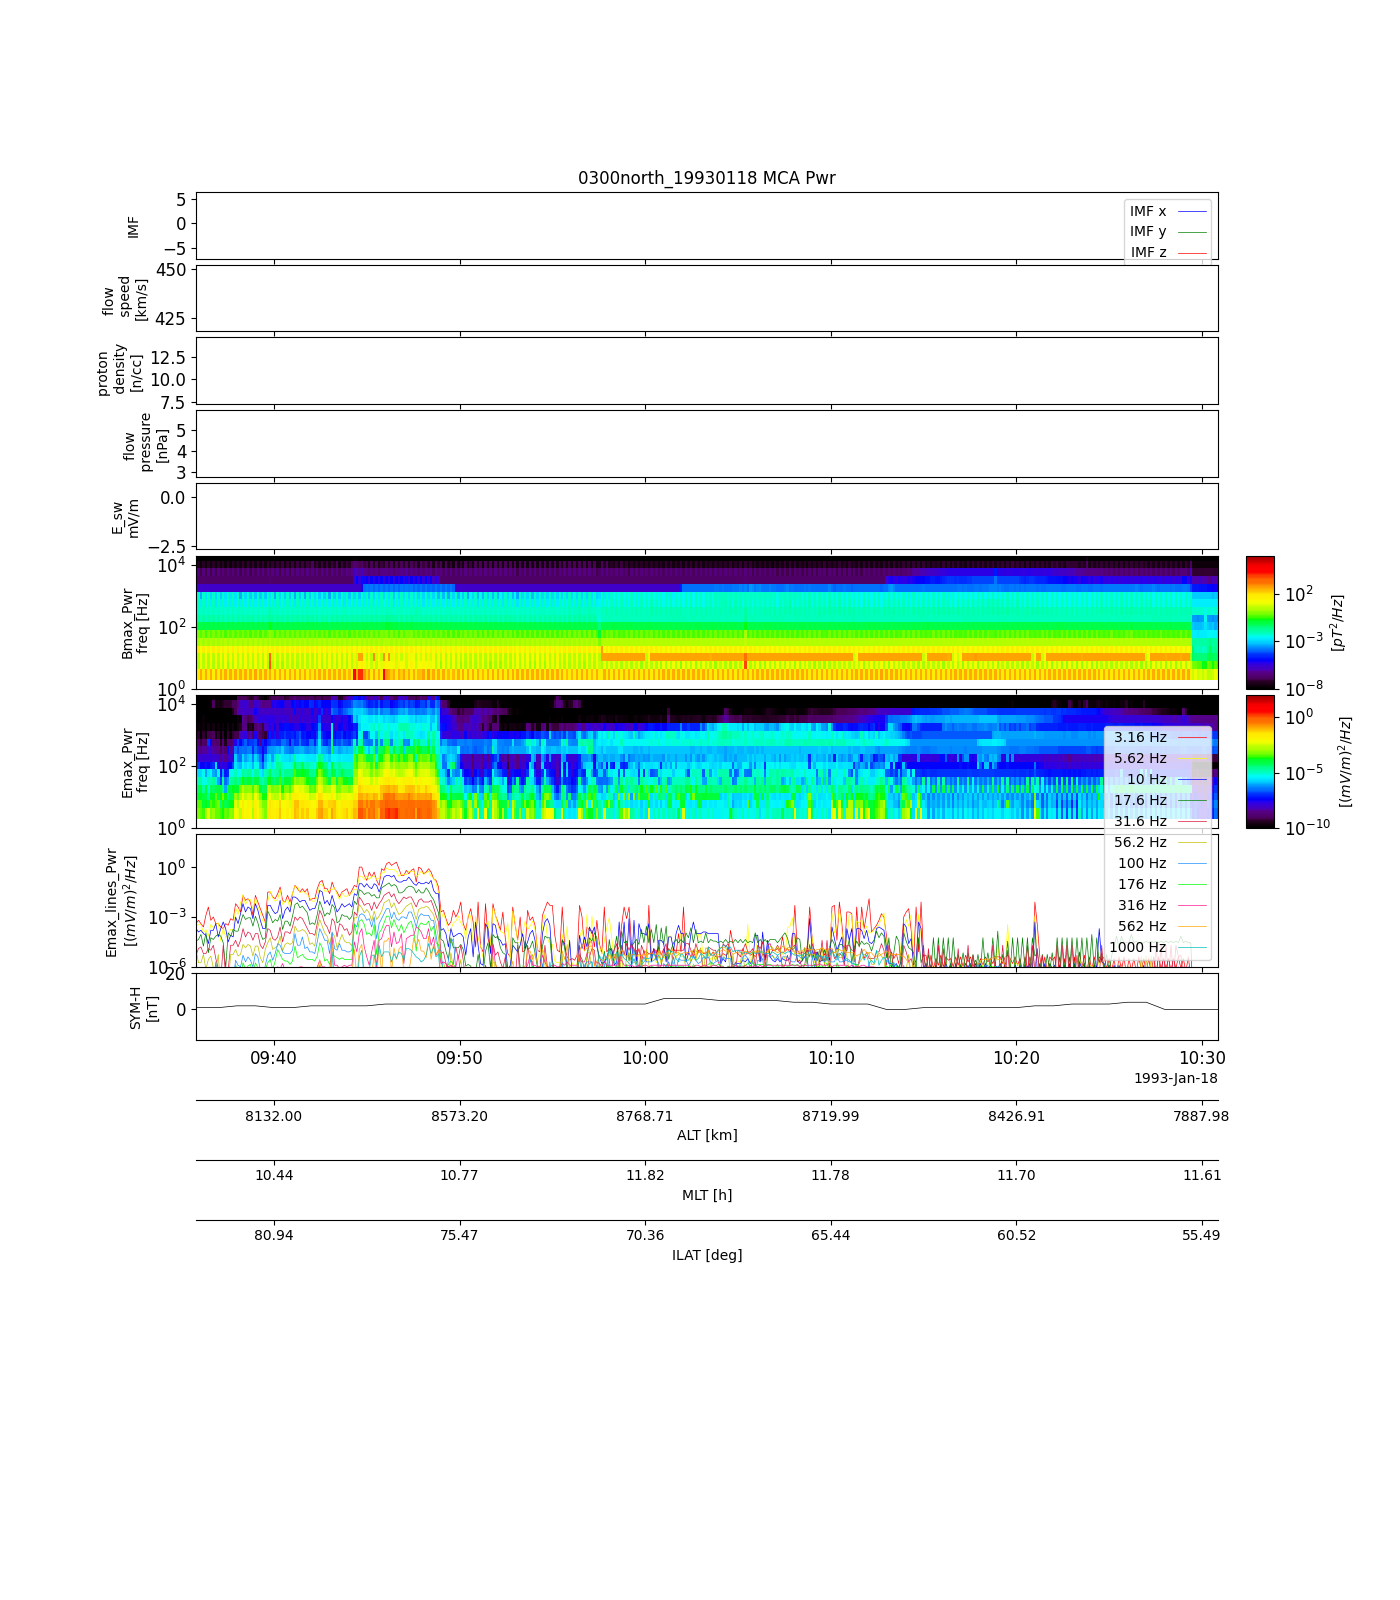 0300north_19930118 MCA Pwr
IMF
5
0
−5
IMF x
IMF y
IMF z
flow
speed
[km/s]
450
425
proton
density
[n/cc]
12.5
10.0
7.5
flow
pressure
[nPa]
5
4
3
E_sw
mV/m
0.0
−2.5
Bmax_Pwr
freq [Hz]
10^4
10^2
10^0
10^2
10^−3
10^−8
[pT^2/Hz]
Emax_Pwr
freq [Hz]
10^4
10^2
10^0
10^0
10^−5
10^−10
[(mV/m)^2/Hz]
3.16 Hz
5.62 Hz
10 Hz
17.6 Hz
31.6 Hz
56.2 Hz
100 Hz
176 Hz
316 Hz
562 Hz
1000 Hz
Emax_lines_Pwr
[(mV/m)^2/Hz]
10^0
10^−3
10^−6
SYM-H
[nT]
20
0
09:40 09:50 10:00 10:10 10:20 10:30
1993-Jan-18
8132.00 8573.20 8768.71 8719.99 8426.91 7887.98
ALT [km]
10.44 10.77 11.82 11.78 11.70 11.61
MLT [h]
80.94 75.47 70.36 65.44 60.52 55.49
ILAT [deg]